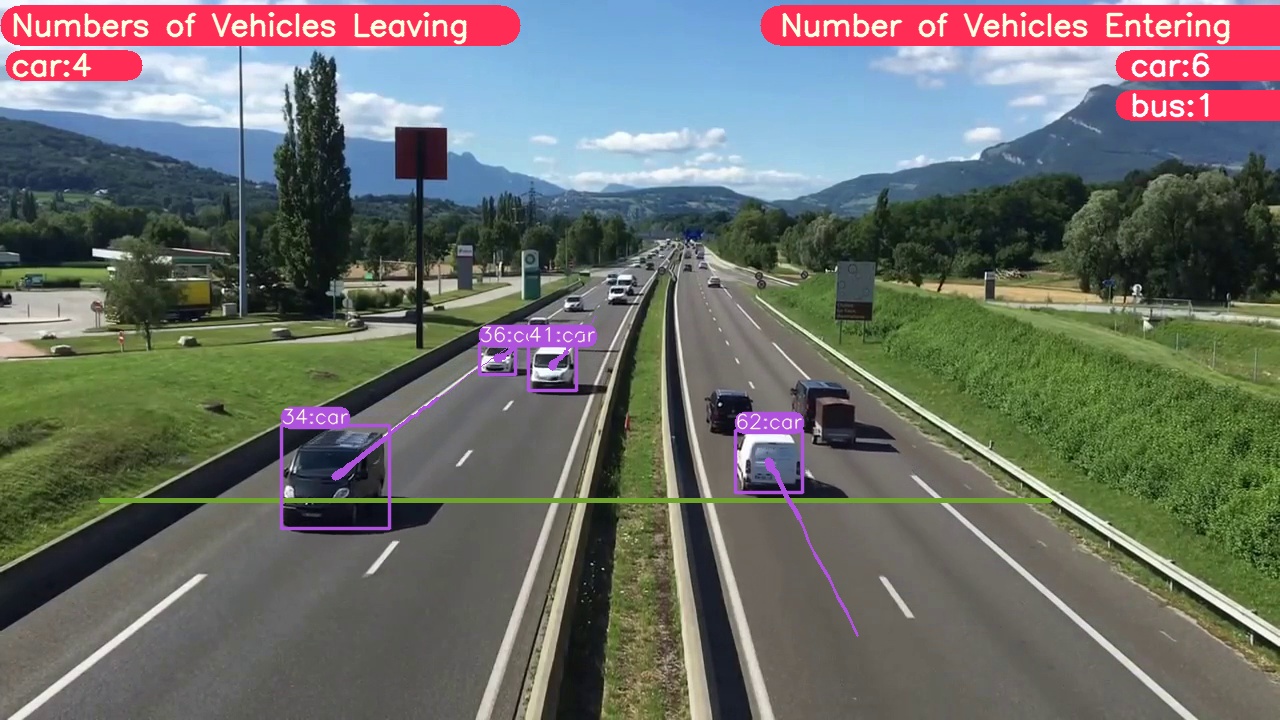 Numbers of Vehicles Leaving
Number of Vehicles Entering
car:4
car:6
bus:1
36:c
41:car
34:car
62:car